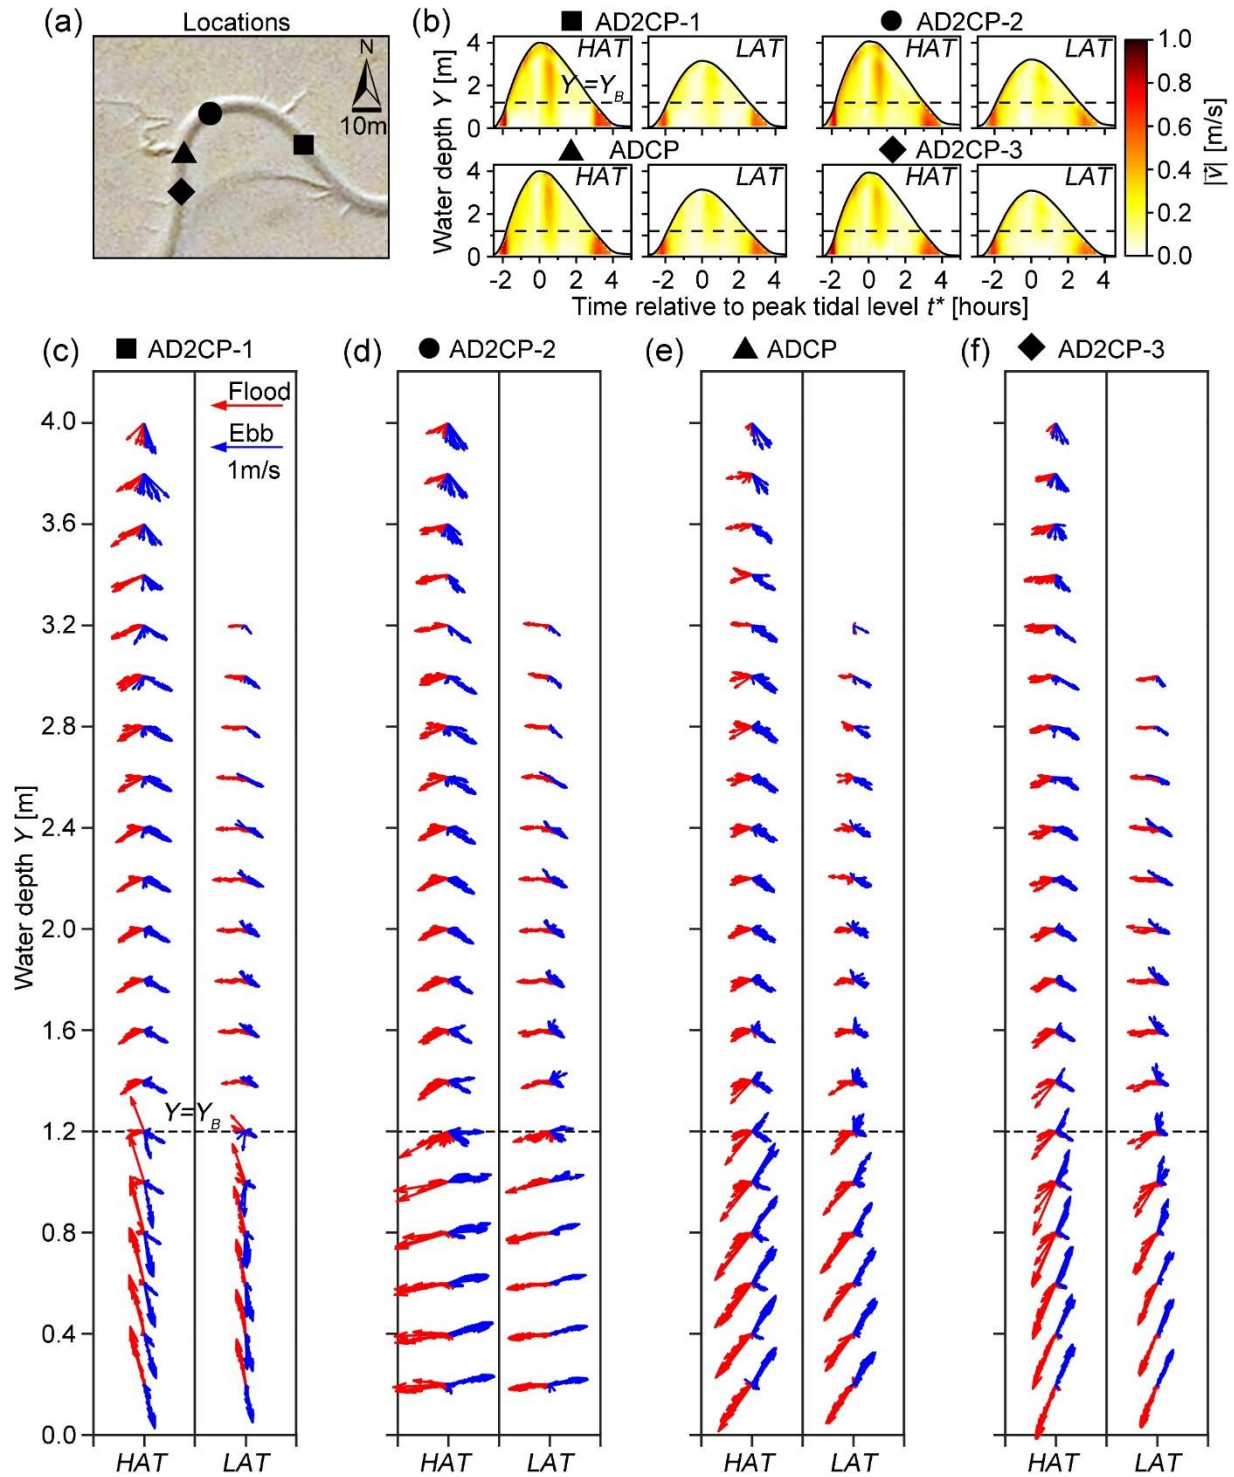 (a) Locations
N
10m
(b) AD2CP-1 AD2CP-2
HAT LAT HAT LAT
Y=Y_B
ADCP AD2CP-3
HAT LAT HAT LAT
Water depth Y [m]
4
2
0
4
2
0
-2 0 2 4 -2 0 2 4 -2 0 2 4 -2 0 2 4
Time relative to peak tidal level t* [hours]
1.0
0.8
0.6
0.4
0.2
0.0
|v⃗| [m/s]
(c) AD2CP-1 (d) AD2CP-2 (e) ADCP (f) AD2CP-3
Flood
Ebb
1m/s
4.0
3.6
3.2
2.8
2.4
2.0
1.6
1.2
0.8
0.4
0.0
Water depth Y [m]
Y=Y_B
HAT LAT HAT LAT HAT LAT HAT LAT